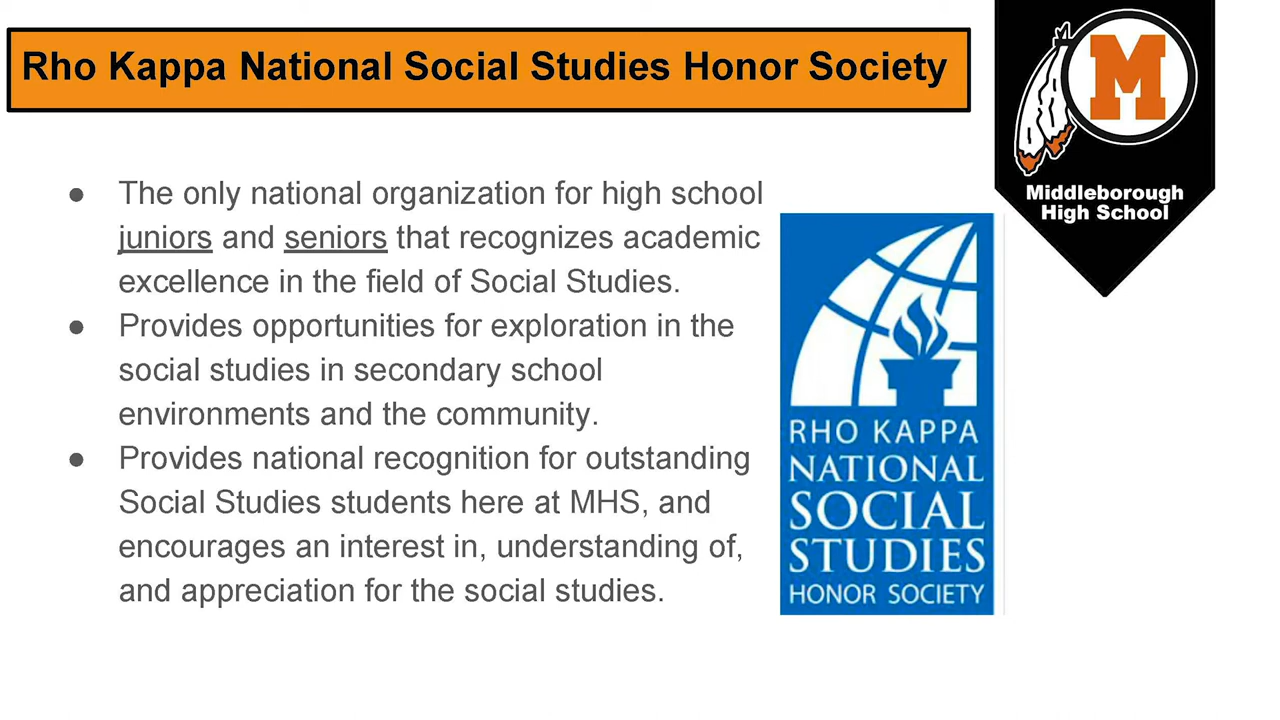 Rho Kappa National Social Studies Honor Society
M
Middleborough
High School
● The only national organization for high school
juniors and seniors that recognizes academic
excellence in the field of Social Studies.
● Provides opportunities for exploration in the
social studies in secondary school
environments and the community.
● Provides national recognition for outstanding
Social Studies students here at MHS, and
encourages an interest in, understanding of,
and appreciation for the social studies.
RHO KAPPA
NATIONAL
SOCIAL
STUDIES
HONOR SOCIETY